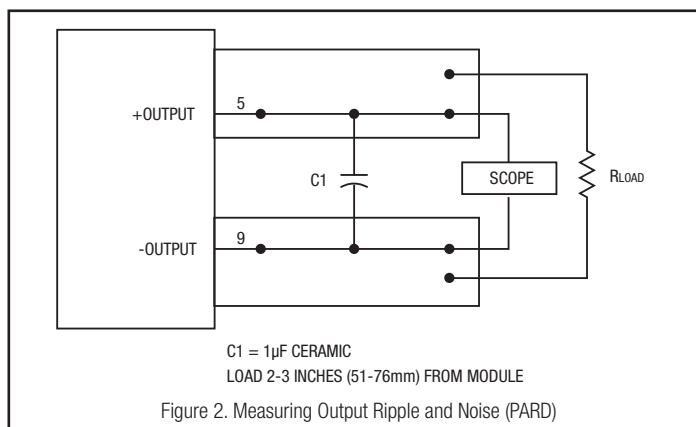 +OUTPUT
5
C1
SCOPE
RLOAD
-OUTPUT
9
C1 = 1µF CERAMIC
LOAD 2-3 INCHES (51-76mm) FROM MODULE
Figure 2. Measuring Output Ripple and Noise (PARD)